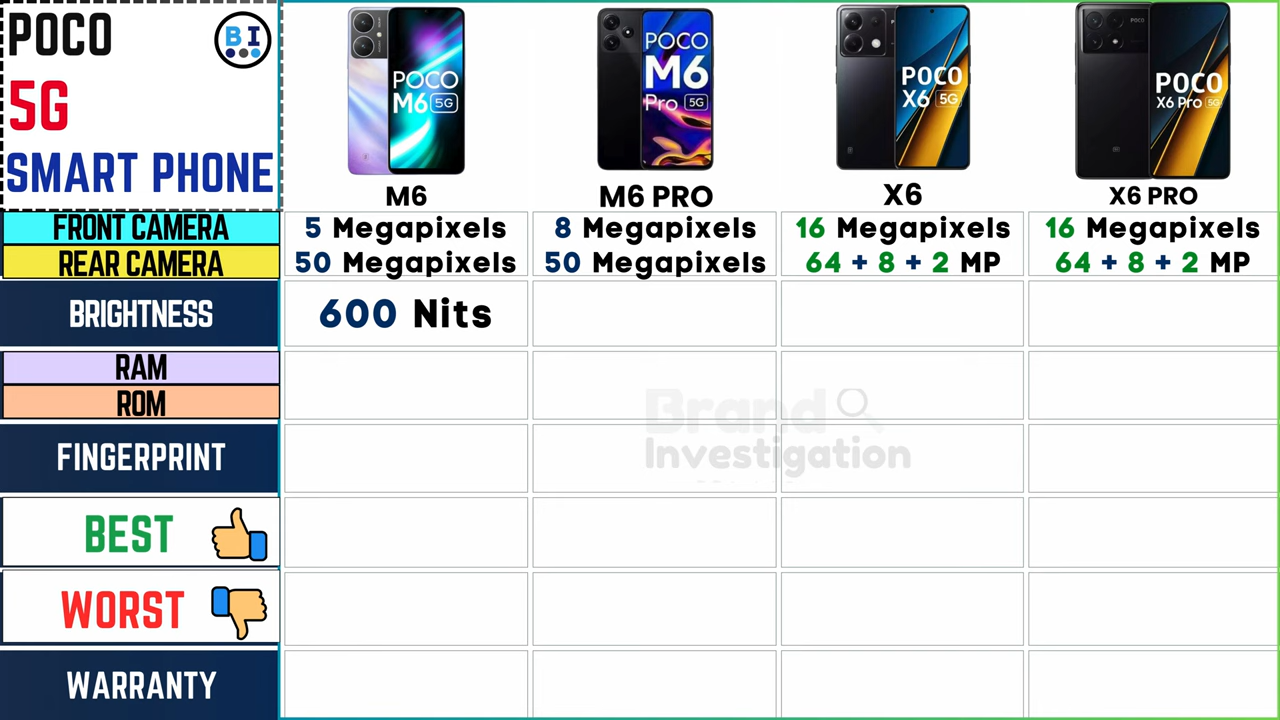 POCO
BI
5G
SMART PHONE
POCO
M6 5G
M6
POCO
M6
Pro 5G
M6 PRO
POCO
X6 5G
X6
POCO
POCO
X6 Pro 5G
X6 PRO
FRONT CAMERA
5 Megapixels
8 Megapixels
16 Megapixels
16 Megapixels
REAR CAMERA
50 Megapixels
50 Megapixels
64 + 8 + 2 MP
64 + 8 + 2 MP
BRIGHTNESS
600 Nits
RAM
ROM
Brand
Investigation
FINGERPRINT
BEST
WORST
WARRANTY